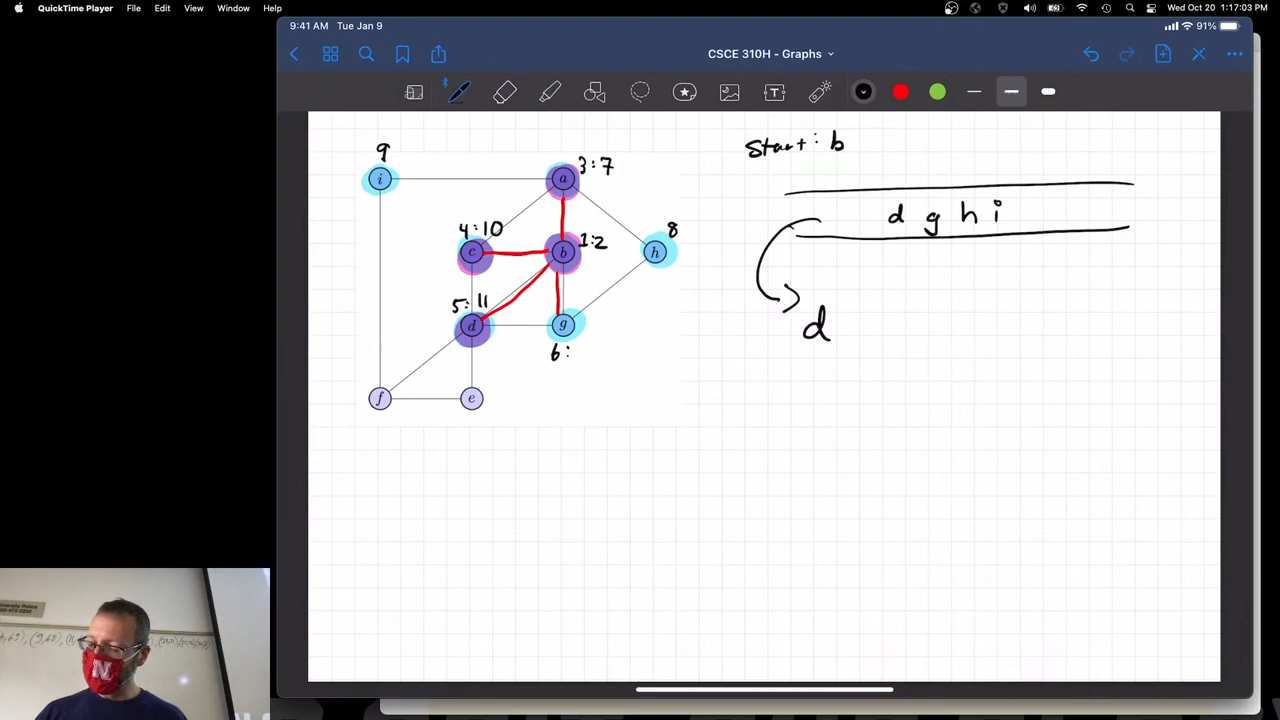 QuickTime Player File Edit View Window Help
Wed Oct 20 1:17:03 PM
9:41 AM Tue Jan 9
91%
CSCE 310H - Graphs
T
9
3:7
start: b
i
a
d g h i
4:10
8
c
b
1:2
h
5:11
d
d
g
6:
f
e
N